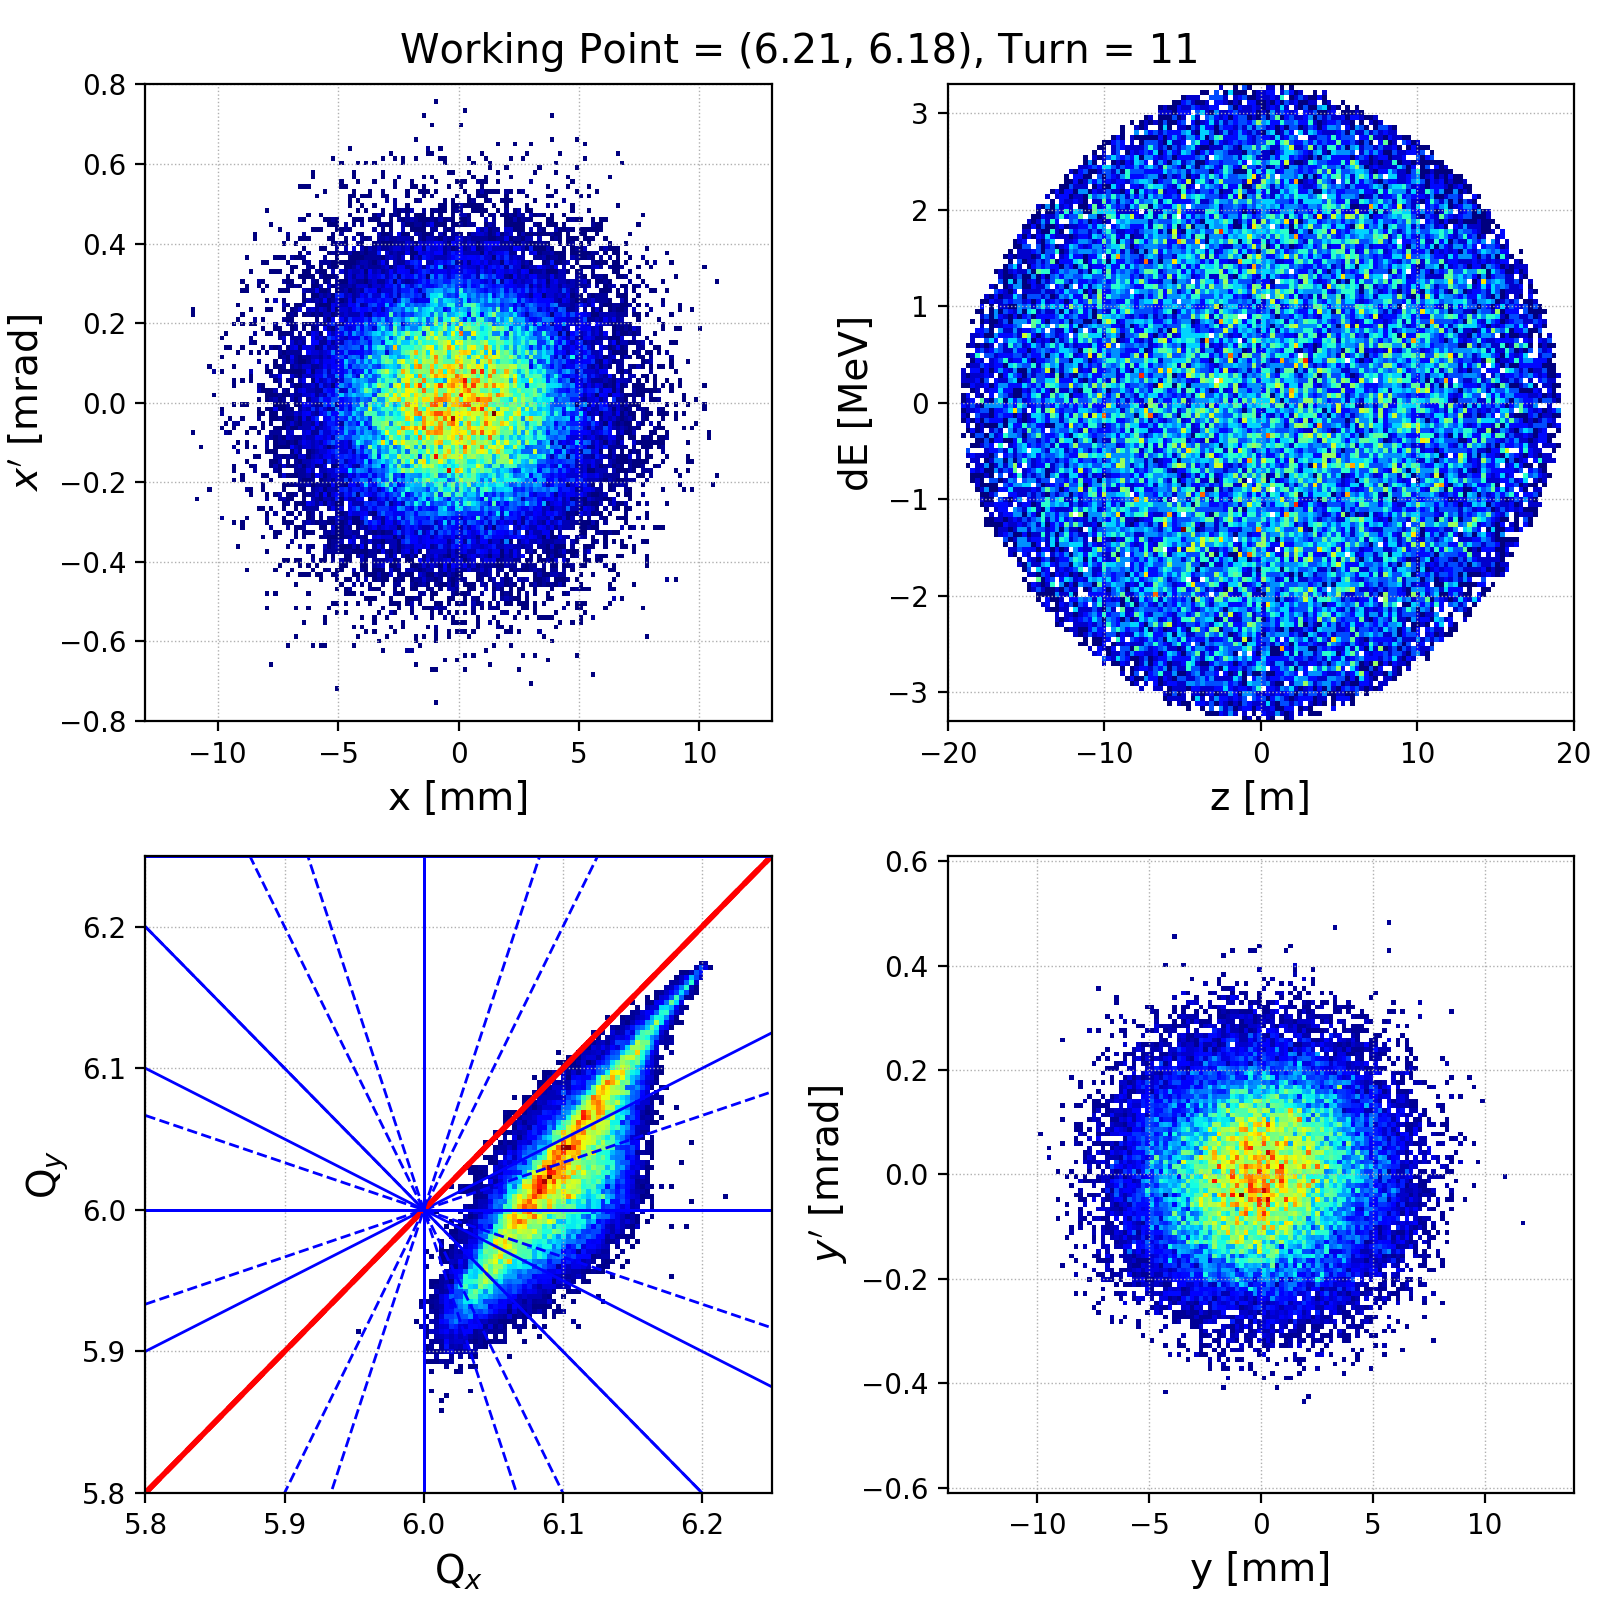 Working Point = (6.21, 6.18), Turn = 11
0.8
0.6
0.4
0.2
0.0
−0.2
−0.4
−0.6
−0.8
x′ [mrad]
−10 −5 0 5 10
x [mm]
3
2
1
0
−1
−2
−3
dE [MeV]
−20 −10 0 10 20
z [m]
6.2
6.1
6.0
5.9
5.8
Qy
5.8 5.9 6.0 6.1 6.2
Qx
0.6
0.4
0.2
0.0
−0.2
−0.4
−0.6
y′ [mrad]
−10 −5 0 5 10
y [mm]